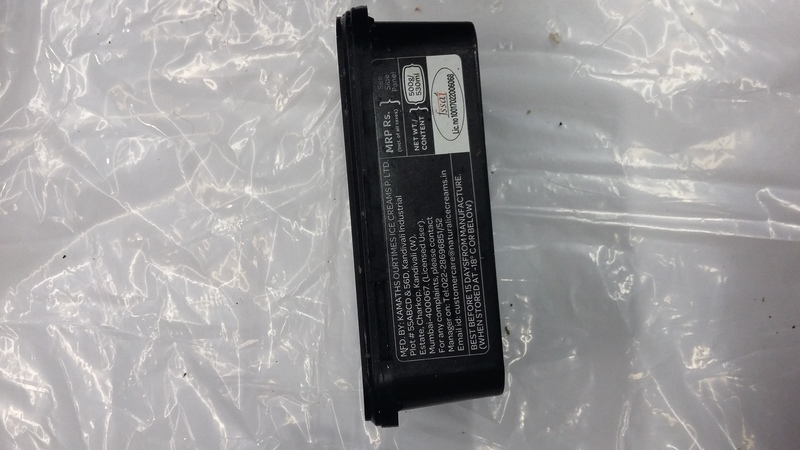 MFD. BY: KAMATHS OURTIMES ICE CREAMS P. LTD
Plot # 55ABCD & 56D, Kandivali Industrial
Estate, Charkop, Kandivali (W),
Mumbai-400067. (Licensed User).
For any complaints, please contact
Manager on: Tel:022-28696851/52
Email id: customercare@naturalicecreams.in
BEST BEFORE 15 DAYSFROM MANUFACTURE.
(WHEN STORED AT -18° C OR BELOW)
MRP Rs.
(Incl. of all taxes)
See
Side
Panel
NET WT./
CONTENT
500g/
530ml
fssai
Lic. no 10017022006068